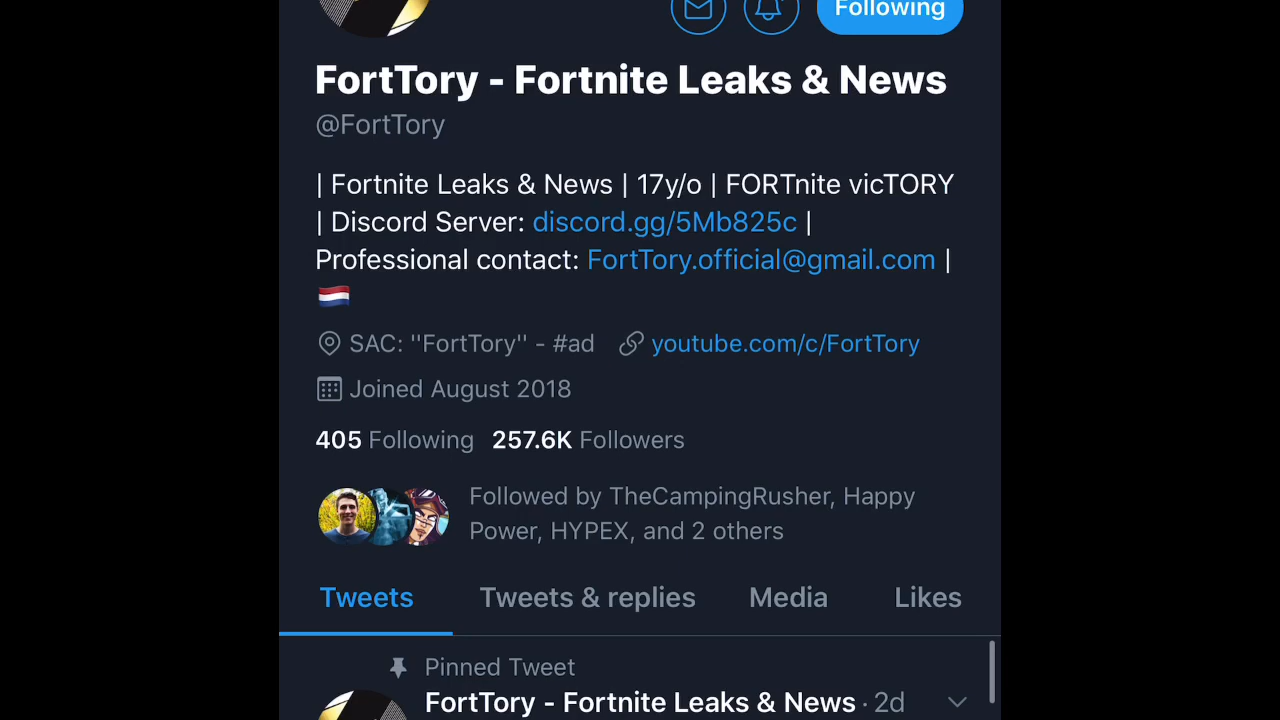 Following
FortTory - Fortnite Leaks & News
@FortTory
| Fortnite Leaks & News | 17y/o | FORTnite vicTORY
| Discord Server: discord.gg/5Mb825c |
Professional contact: FortTory.official@gmail.com |
SAC: "FortTory" - #ad youtube.com/c/FortTory
Joined August 2018
405 Following 257.6K Followers
Followed by TheCampingRusher, Happy
Power, HYPEX, and 2 others
Tweets Tweets & replies Media Likes
Pinned Tweet
FortTory - Fortnite Leaks & News · 2d